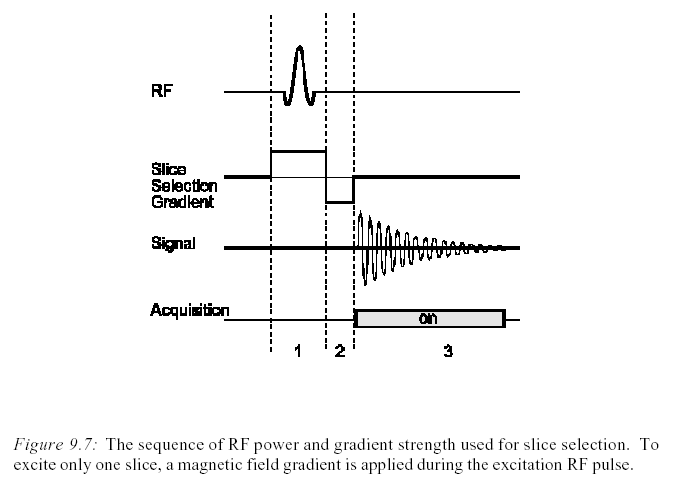 RF
Slice
Selection
Gradient
Signal
Acquisition
on
1 2 3
Figure 9.7: The sequence of RF power and gradient strength used for slice selection. To
excite only one slice, a magnetic field gradient is applied during the excitation RF pulse.